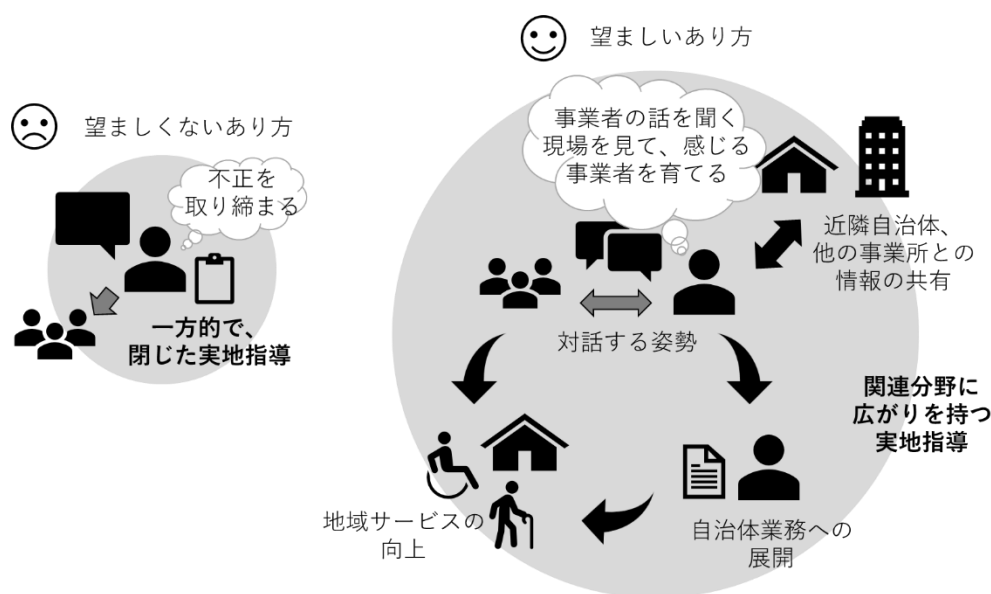 望ましくないあり方
不正を
取り締まる
一方的で、
閉じた実地指導
望ましいあり方
事業者の話を聞く
現場を見て、感じる
事業者を育てる
近隣自治体、
他の事業所との
情報の共有
対話する姿勢
関連分野に
広がりを持つ
実地指導
地域サービスの
向上
自治体業務への
展開